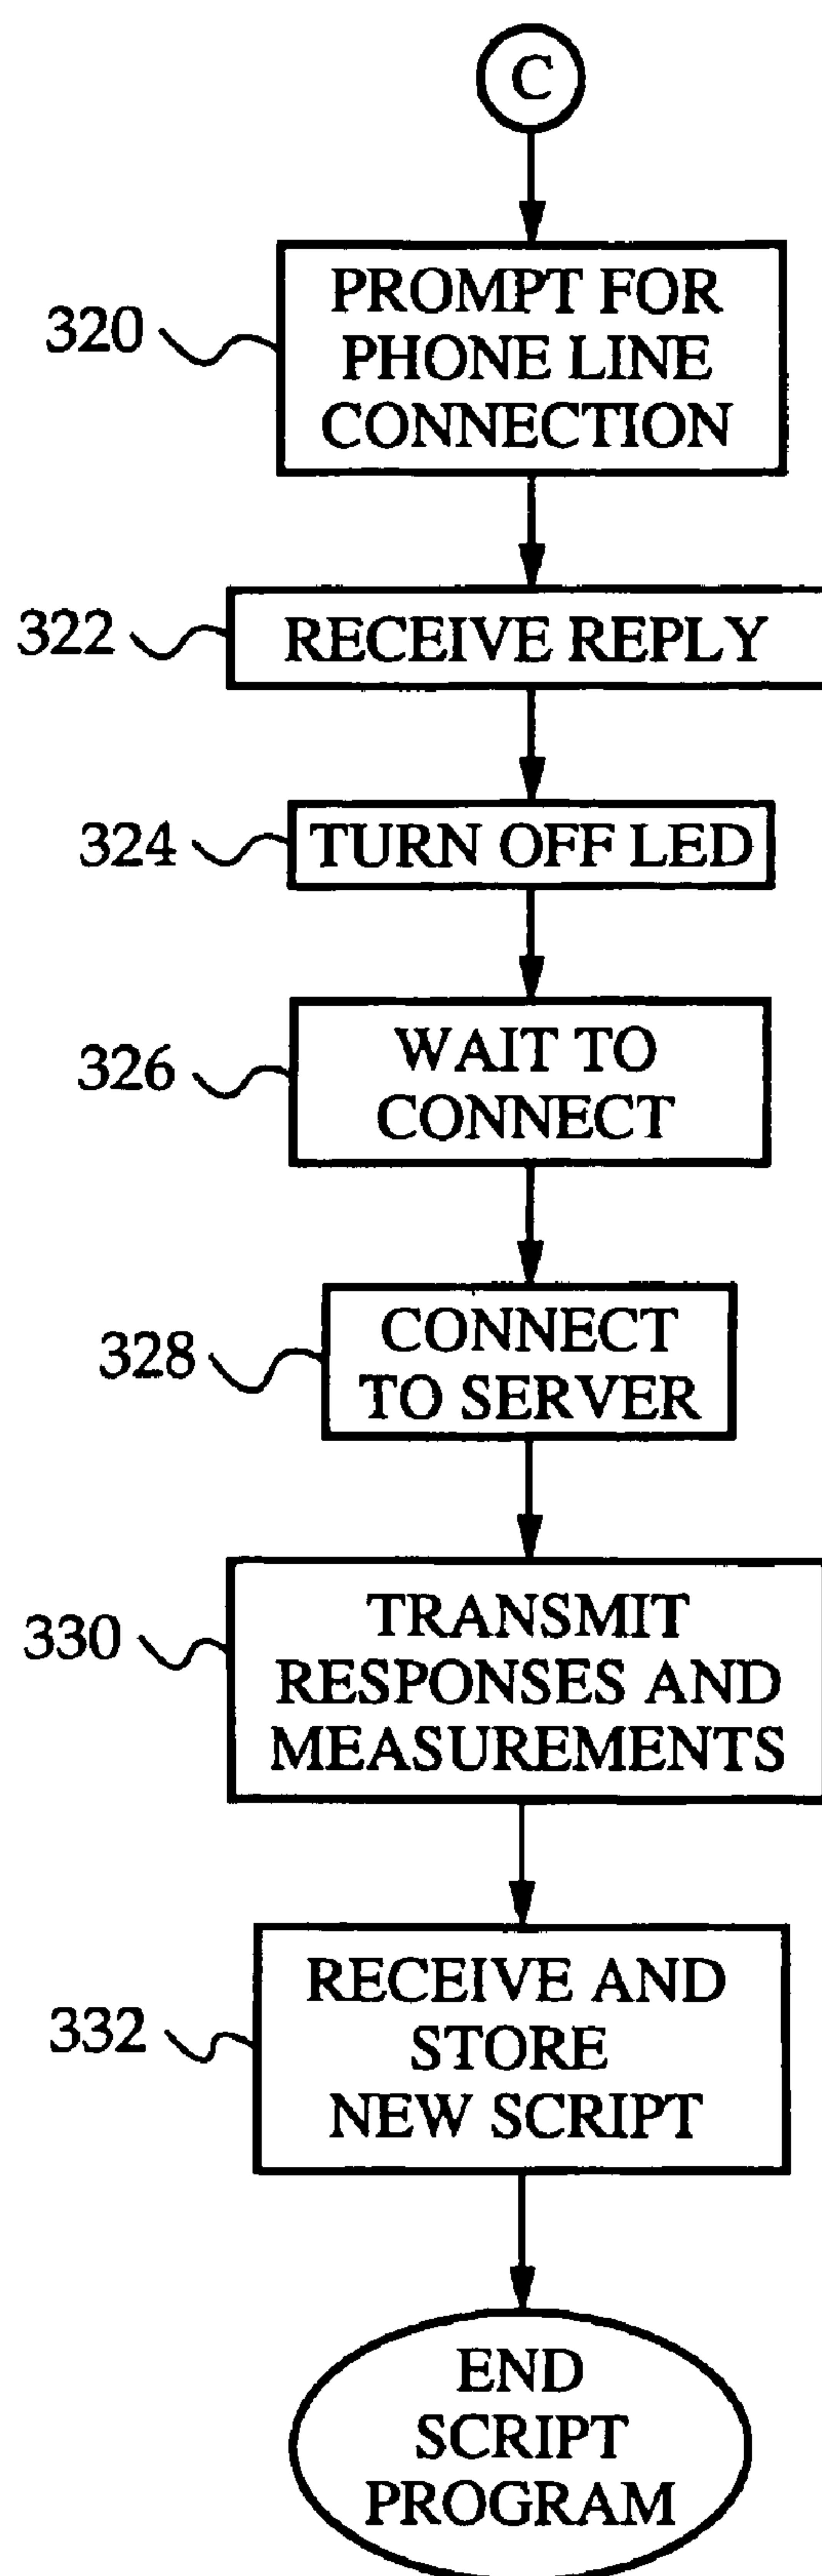 C
320
PROMPT FOR
PHONE LINE
CONNECTION
322
RECEIVE REPLY
324
TURN OFF LED
326
WAIT TO
CONNECT
328
CONNECT
TO SERVER
330
TRANSMIT
RESPONSES AND
MEASUREMENTS
332
RECEIVE AND
STORE
NEW SCRIPT
END
SCRIPT
PROGRAM